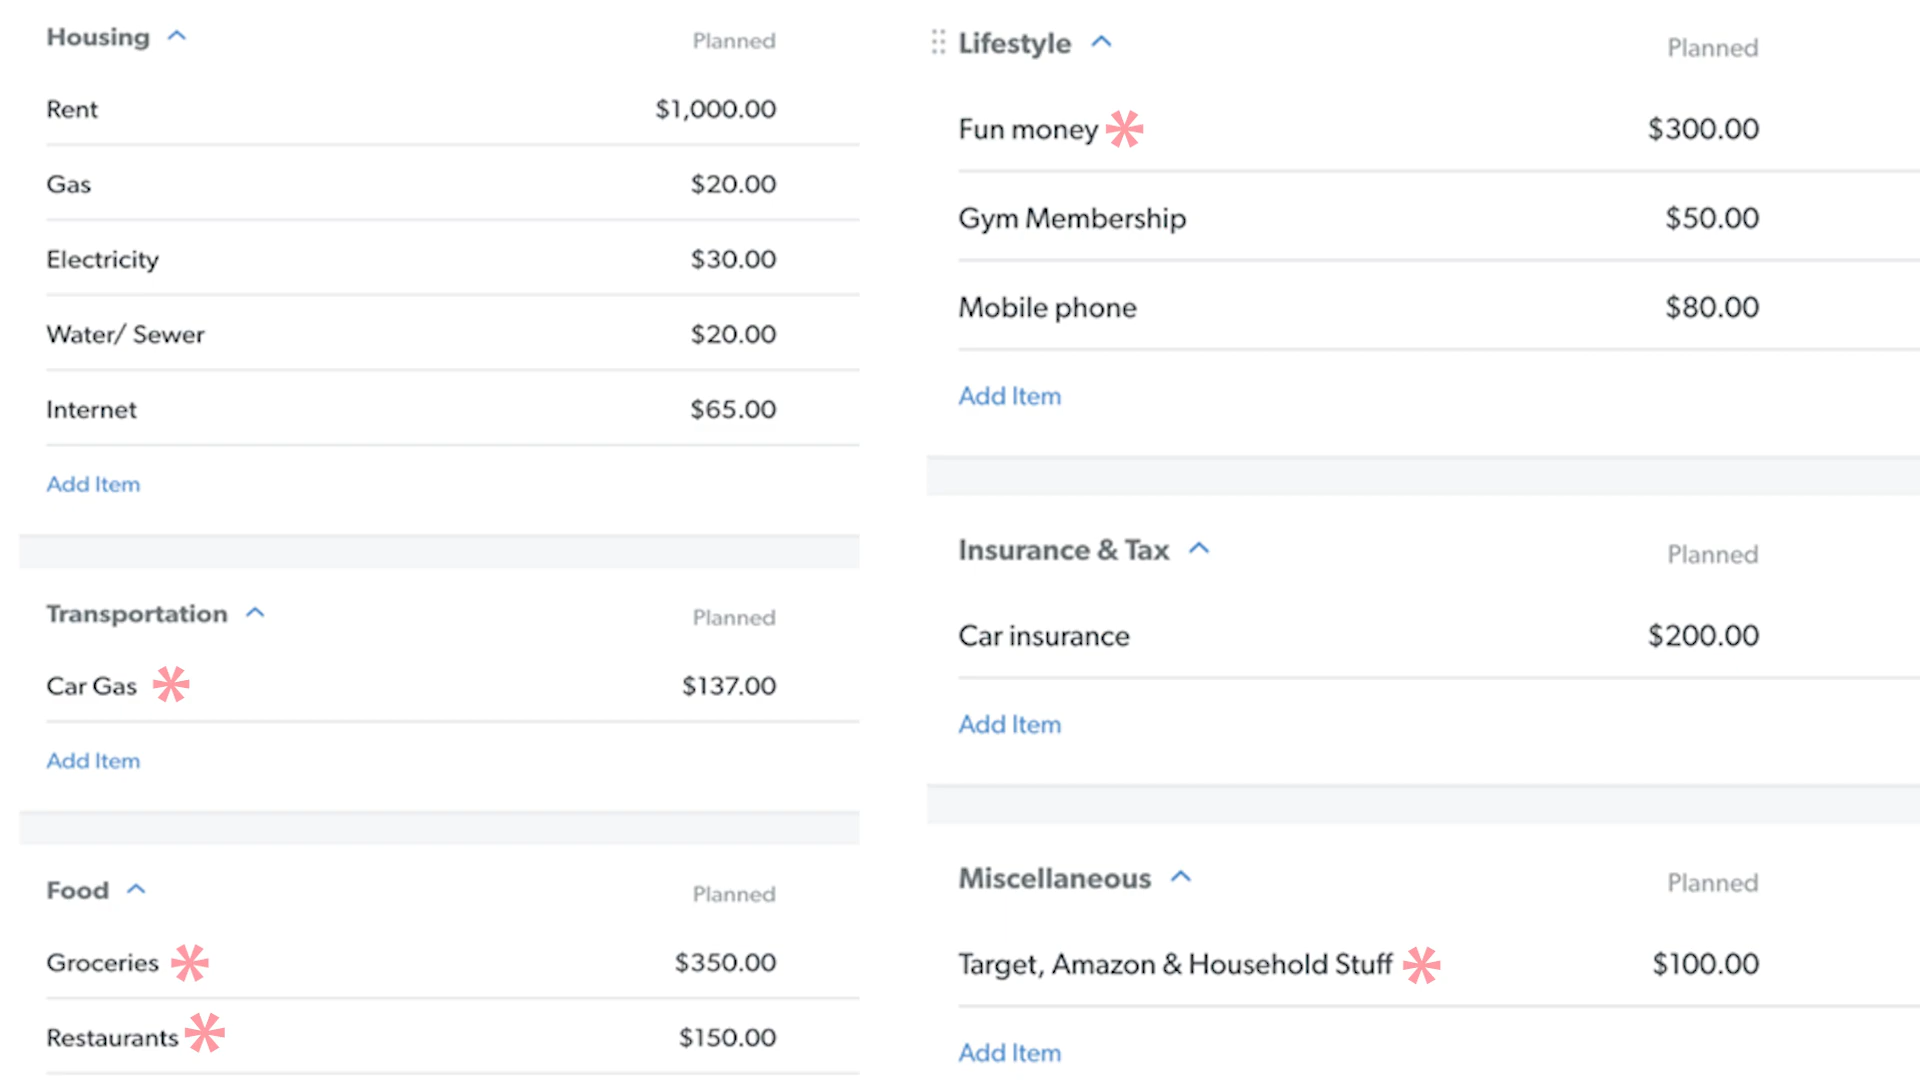 Housing Planned
Rent $1,000.00
Gas $20.00
Electricity $30.00
Water/ Sewer $20.00
Internet $65.00
Add Item
Transportation Planned
Car Gas * $137.00
Add Item
Food Planned
Groceries * $350.00
Restaurants * $150.00
Lifestyle Planned
Fun money * $300.00
Gym Membership $50.00
Mobile phone $80.00
Add Item
Insurance & Tax Planned
Car insurance $200.00
Add Item
Miscellaneous Planned
Target, Amazon & Household Stuff * $100.00
Add Item